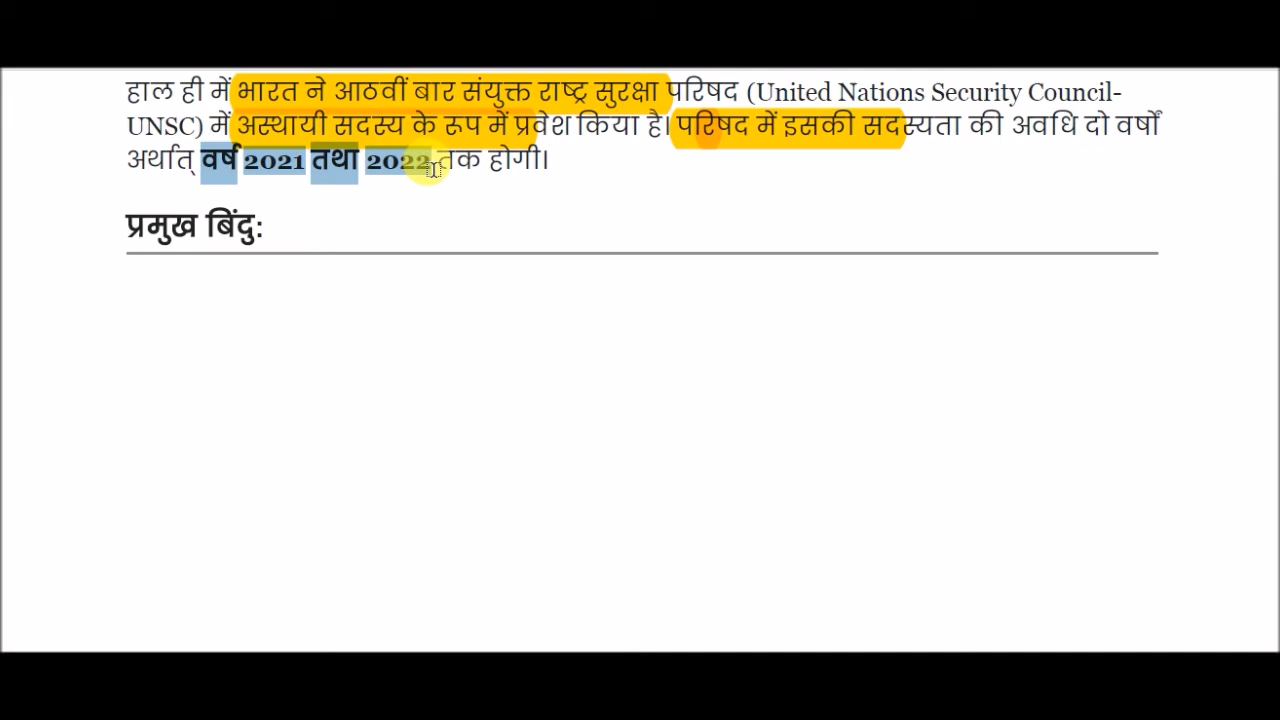 हाल ही में भारत ने आठवीं बार संयुक्त राष्ट्र सुरक्षा परिषद (United Nations Security Council-
UNSC) में अस्थायी सदस्य के रूप में प्रवेश किया है। परिषद में इसकी सदस्यता की अवधि दो वर्षों
अर्थात् वर्ष 2021 तथा 2022 तक होगी।
प्रमुख बिंदु: